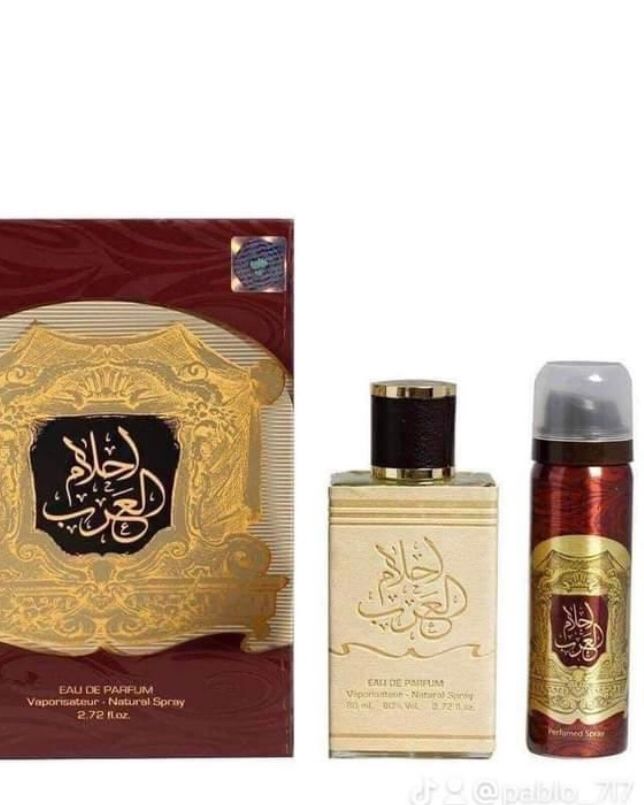 احلام
العرب
EAU DE PARFUM
Vaporisateur - Natural Spray
2.72 fl.oz.
احلام
العرب
EAU DE PARFUM
Vaporisateur - Natural Spray
80 mL 80% Vol. 2.72 fl.oz.
احلام
العرب
Perfumed Spray
@pablo_717